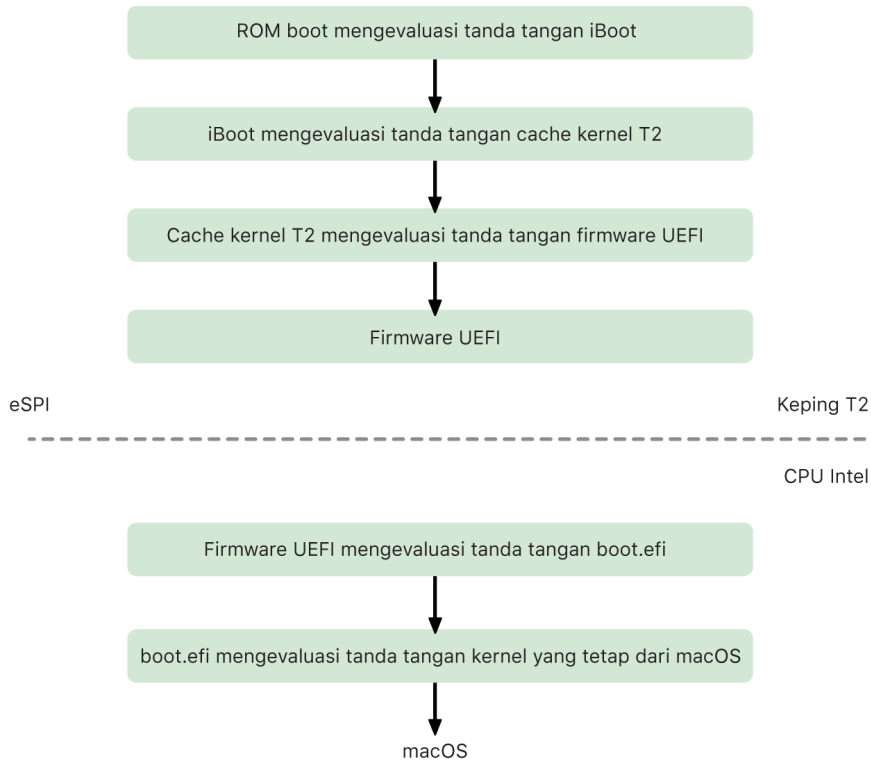 ROM boot mengevaluasi tanda tangan iBoot
iBoot mengevaluasi tanda tangan cache kernel T2
Cache kernel T2 mengevaluasi tanda tangan firmware UEFI
Firmware UEFI
eSPI
Keping T2
CPU Intel
Firmware UEFI mengevaluasi tanda tangan boot.efi
boot.efi mengevaluasi tanda tangan kernel yang tetap dari macOS
macOS